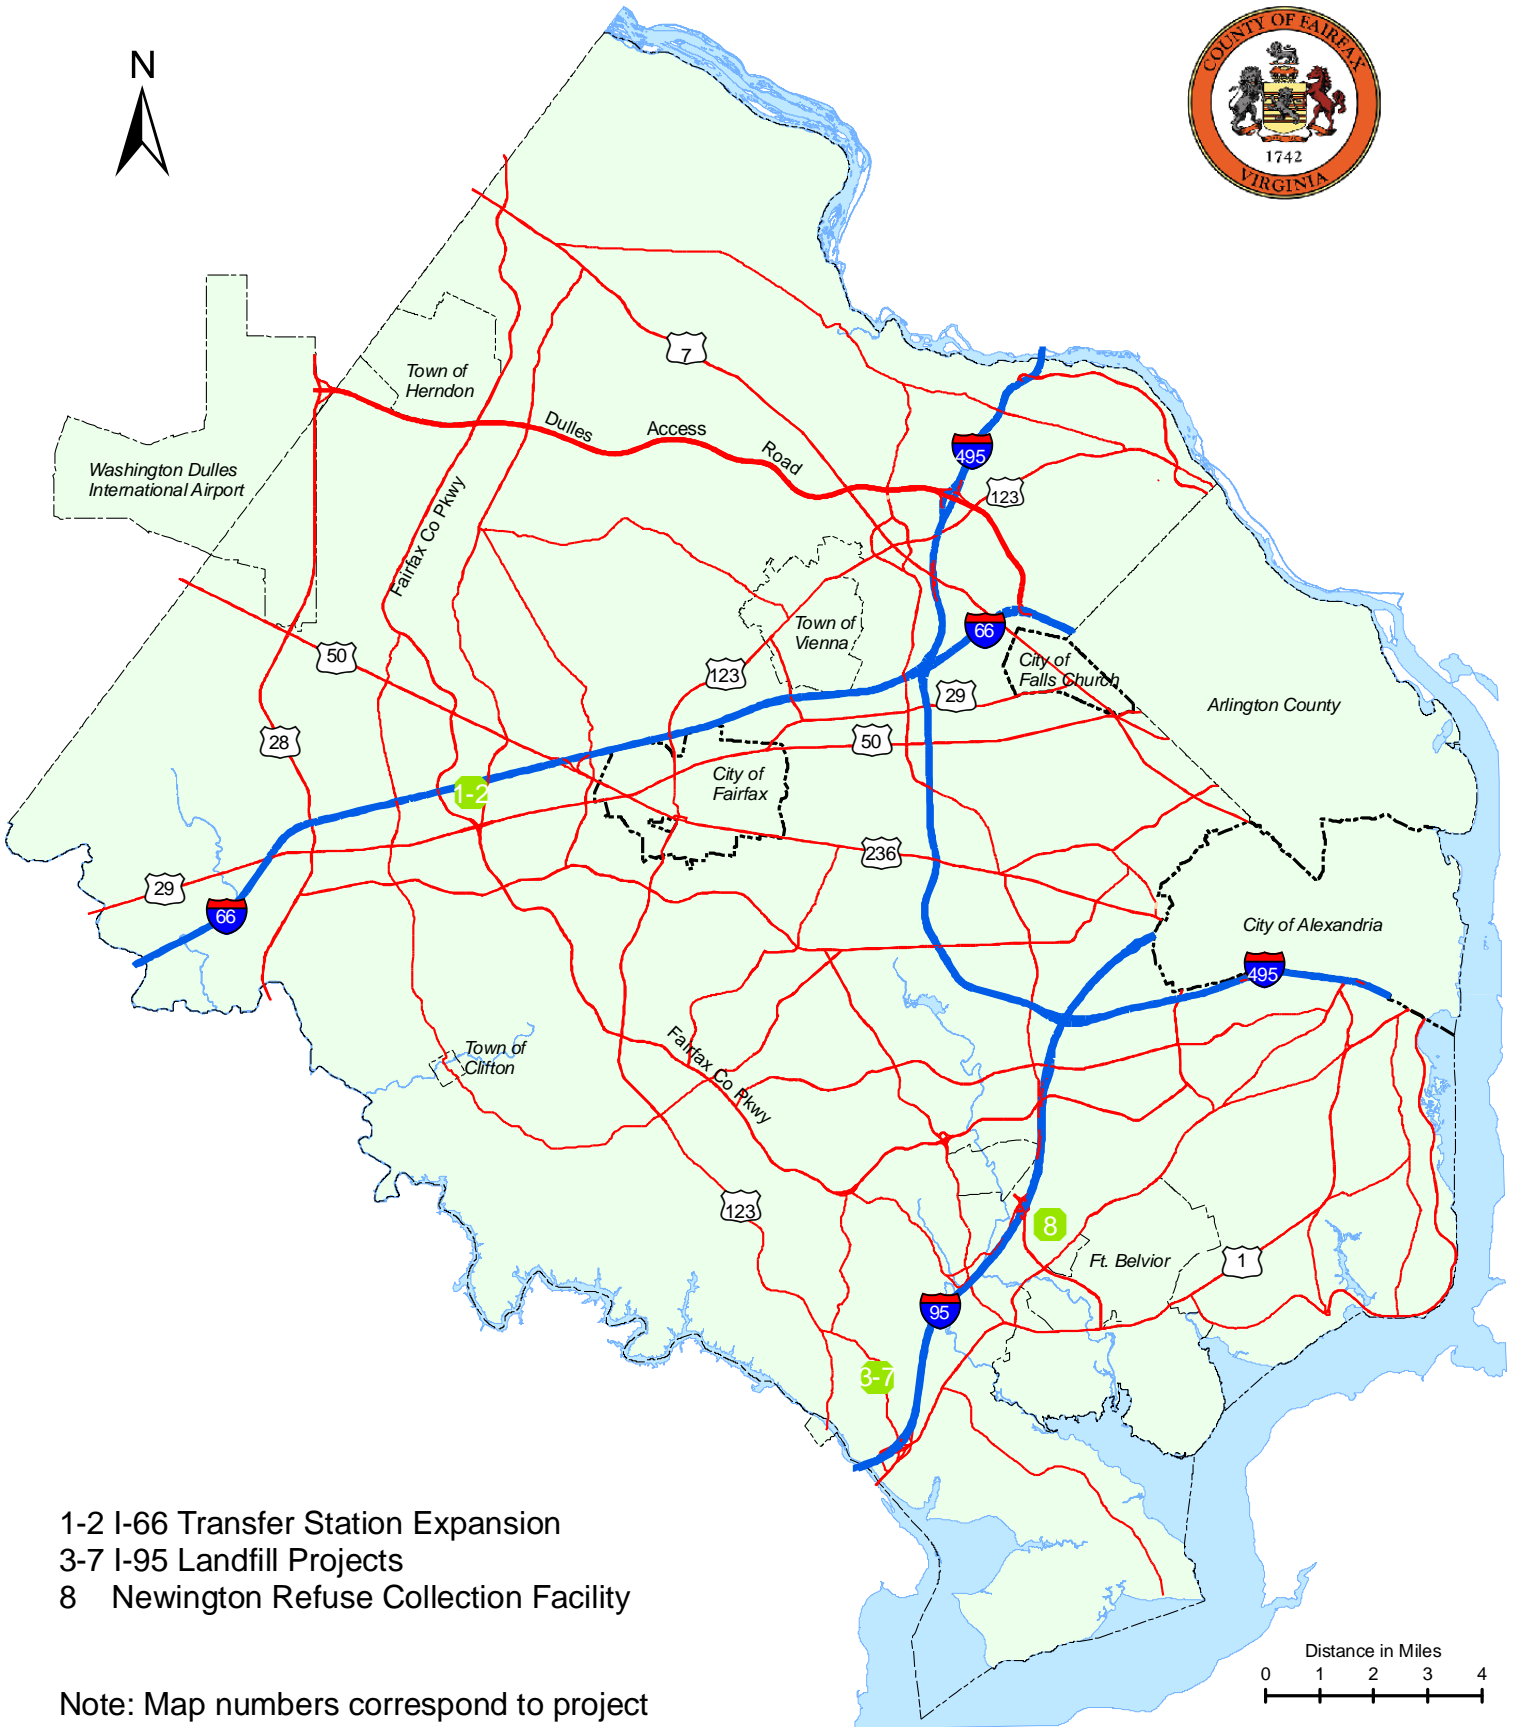 COUNTY OF FAIRFAX
1742
VIRGINIA
N
7
Town of
Herndon
Dulles
Access
Road
495
Washington Dulles
International Airport
123
Fairfax Co Pkwy
Town of
Vienna
66
50
City of
Falls Church
123
29
Arlington County
28
50
City of
Fairfax
1-2
236
29
66
City of Alexandria
495
Town of
Clifton
Fairfax Co Pkwy
123
8
Ft. Belvior
1
95
3-7
1-2 I-66 Transfer Station Expansion
3-7 I-95 Landfill Projects
8 Newington Refuse Collection Facility
Distance in Miles
0 1 2 3 4
Note: Map numbers correspond to project